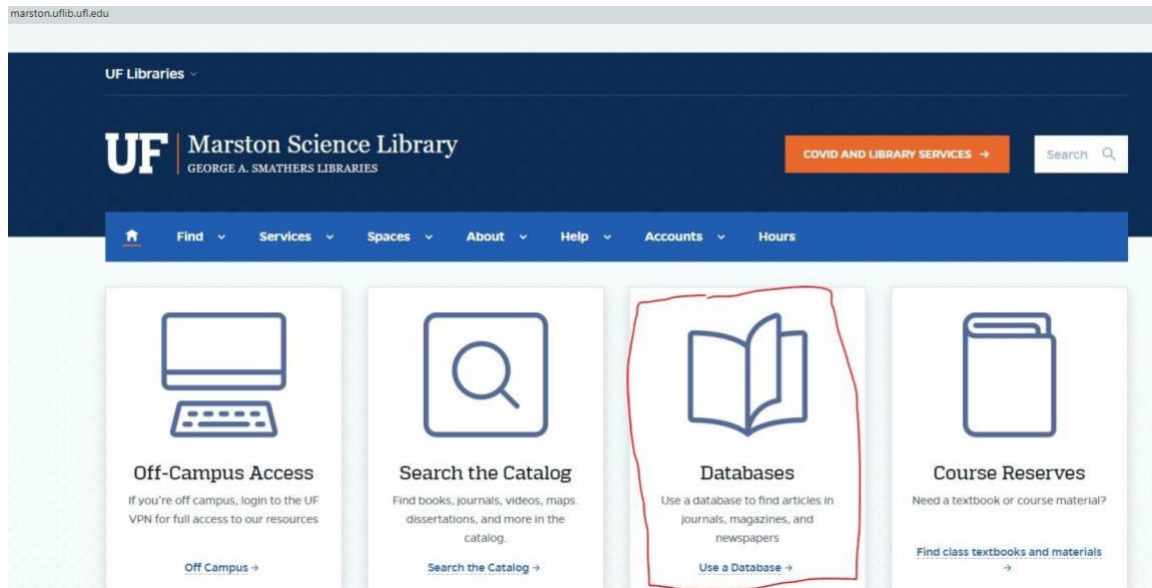 marston.uflib.ufl.edu
UF Libraries
UF Marston Science Library
GEORGE A. SMATHERS LIBRARIES
COVID AND LIBRARY SERVICES →
Search
Find
Services
Spaces
About
Help
Accounts
Hours
Off-Campus Access
If you're off campus, login to the UF
VPN for full access to our resources
Off Campus →
Search the Catalog
Find books, journals, videos, maps.
dissertations, and more in the
catalog.
Search the Catalog →
Databases
Use a database to find articles in
journals, magazines, and
newspapers
Use a Database →
Course Reserves
Need a textbook or course material?
Find class textbooks and materials
→